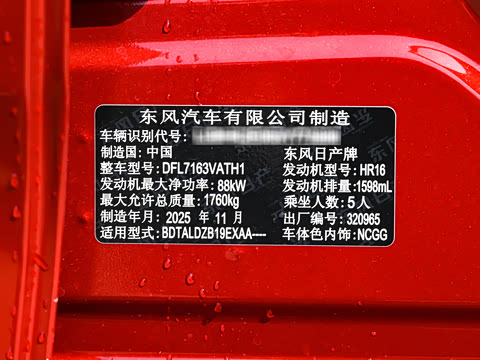 东风汽车有限公司制造
车辆识别代号:
制造国: 中国 东风日产牌
整车型号: DFL7163VATH1 发动机型号: HR16
发动机最大净功率: 88kW 发动机排量: 1598mL
最大允许总质量: 1760kg 乘坐人数: 5 人
制造年月: 2025 年 11 月 出厂编号: 320965
适用型式: BDTALDZB19EXAA---- 车体色内饰: NCGG